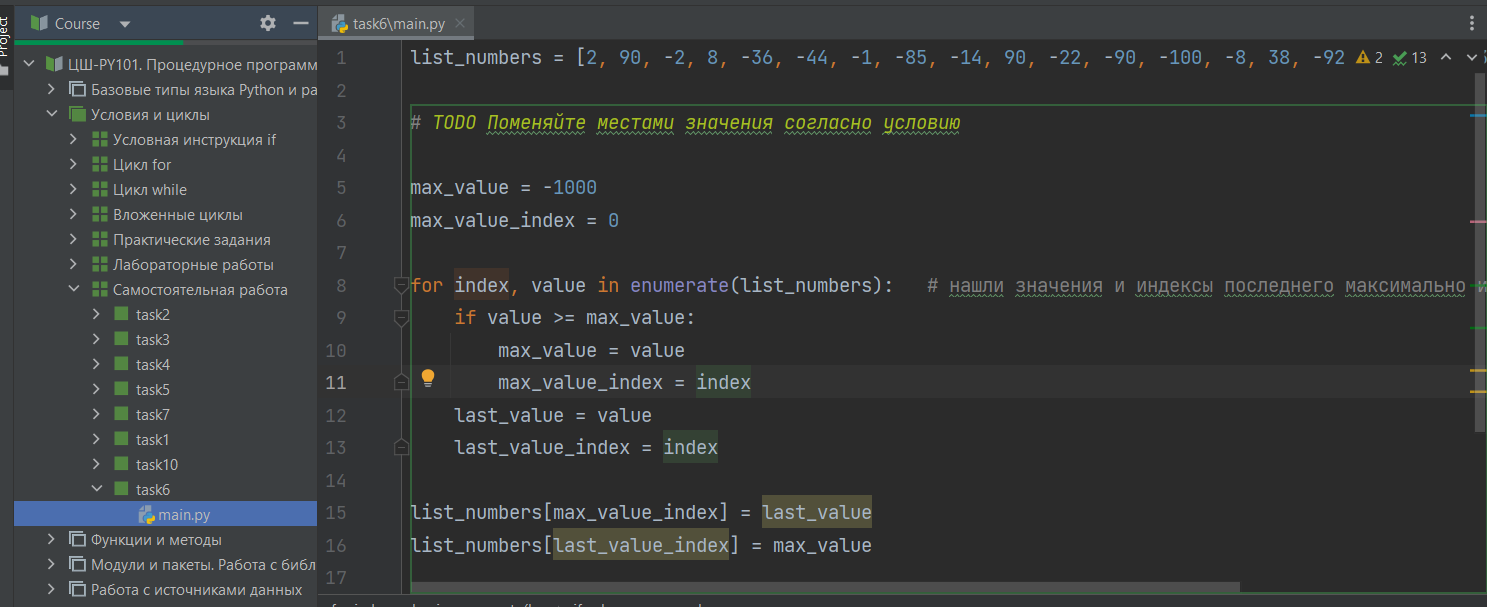 Project
Course
task6\main.py
ЦШ-PY101. Процедурное программ
Базовые типы языка Python и ра
Условия и циклы
Условная инструкция if
Цикл for
Цикл while
Вложенные циклы
Практические задания
Лабораторные работы
Самостоятельная работа
task2
task3
task4
task5
task7
task1
task10
task6
main.py
Функции и методы
Модули и пакеты. Работа с библ
Работа с источниками данных
1 list_numbers = [2, 90, -2, 8, -36, -44, -1, -85, -14, 90, -22, -90, -100, -8, 38, -92
2 13
2
3 # TODO Поменяйте местами значения согласно условию
4
5 max_value = -1000
6 max_value_index = 0
7
8 for index, value in enumerate(list_numbers): # нашли значения и индексы последнего максимально
9 if value >= max_value:
10 max_value = value
11 max_value_index = index
12 last_value = value
13 last_value_index = index
14
15 list_numbers[max_value_index] = last_value
16 list_numbers[last_value_index] = max_value
17